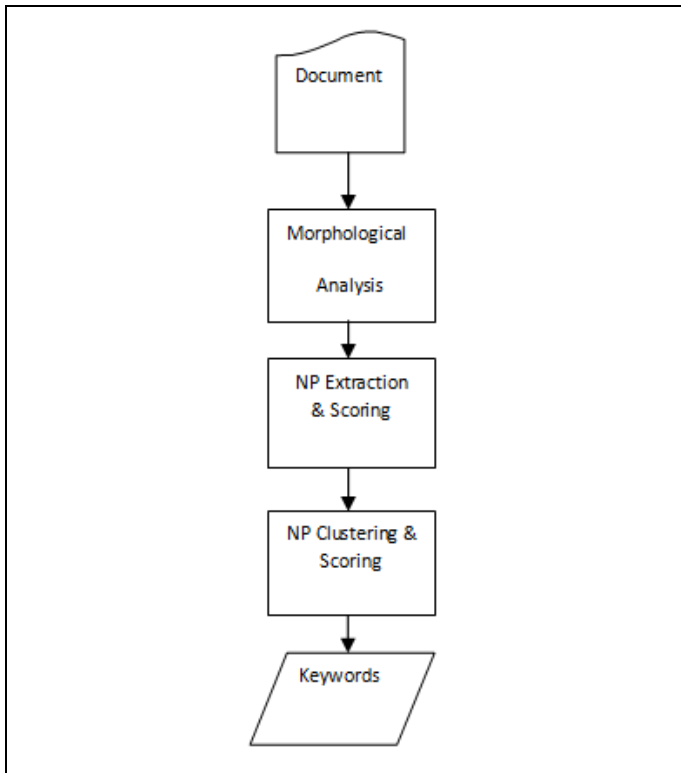 Document
Morphological
Analysis
NP Extraction
& Scoring
NP Clustering &
Scoring
Keywords